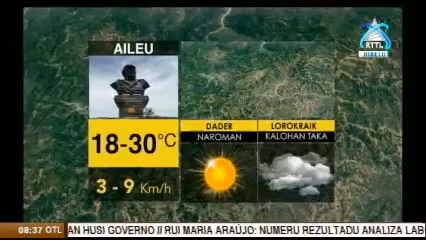 AILEU
RTTL
DIRETU
18-30°C
3 - 9 Km/h
DADER
NAROMAN
LOROKRAIK
KALOHAN TAKA
08:37 OTL
AN HUSI GOVERNO // RUI MARIA ARAÚJO: NUMERU REZULTADU ANALIZA LAB